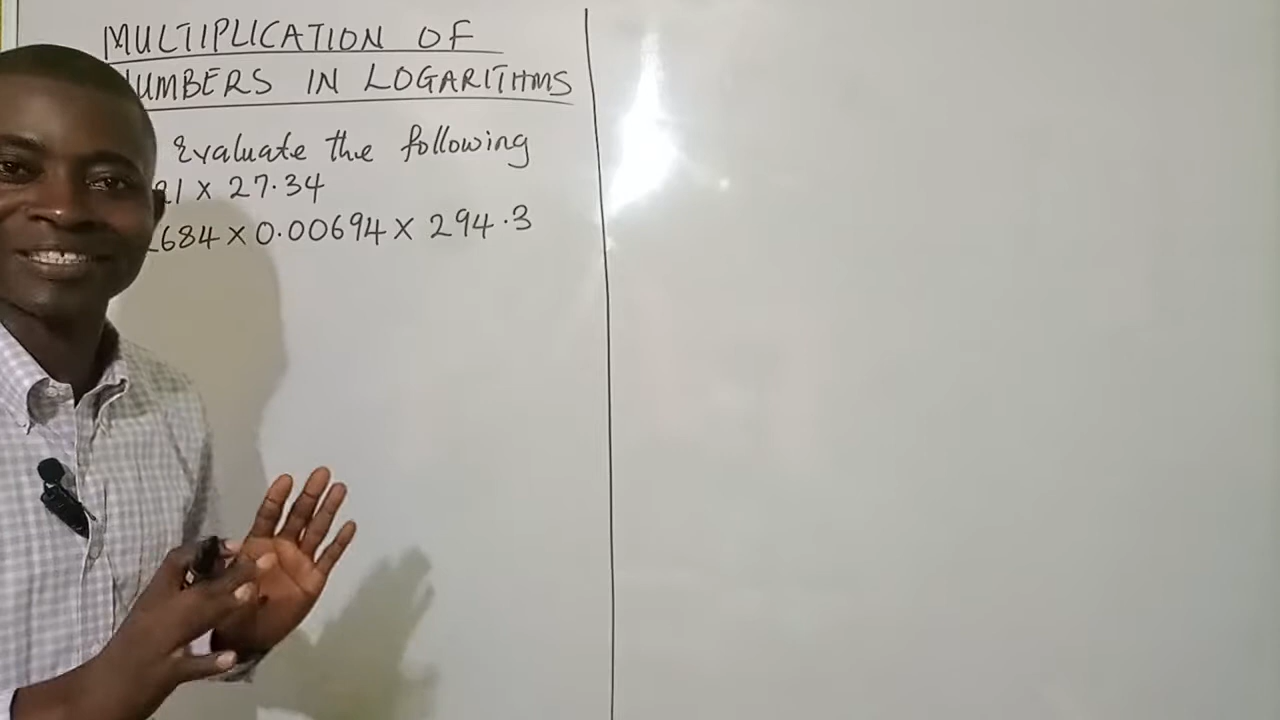 MULTIPLICATION OF
NUMBERS IN LOGARITHMS
Evaluate the following
21 x 27.34
684 x 0.00694 x 294.3